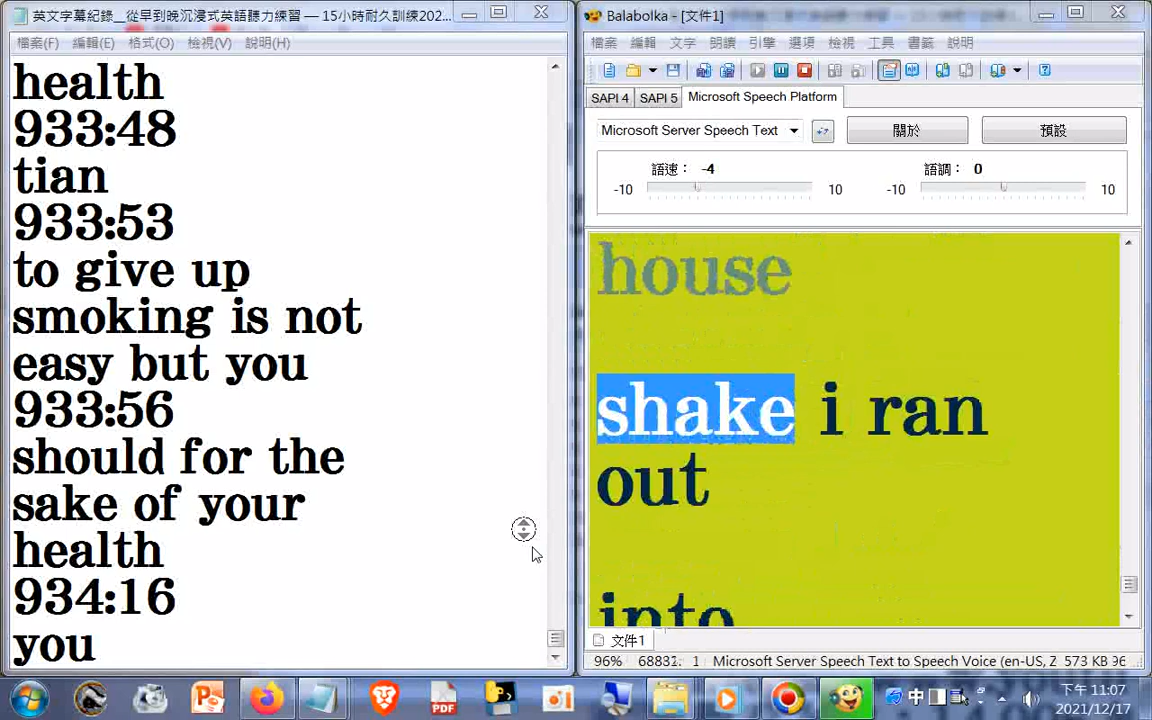 英文字幕紀錄__從早到晚沉浸式英語聽力練習 — 15小時耐久訓練202...
檔案(F) 編輯(E) 格式(O) 檢視(V) 說明(H)
health
933:48
tian
933:53
to give up
smoking is not
easy but you
933:56
should for the
sake of your
health
934:16
you
Balabolka - [文件1]
檔案 編輯 文字 朗讀 引擎 選項 檢視 工具 書籤 說明
SAPI 4 SAPI 5 Microsoft Speech Platform
Microsoft Server Speech Text 關於 預設
語速： -4 語調： 0
-10 10 -10 10
house
shake i ran
out
into
文件1
96% 1 Microsoft Server Speech Text to Speech Voice (en-US, Z 573 KB 96
PDF
中
下午 11:07
2021/12/17